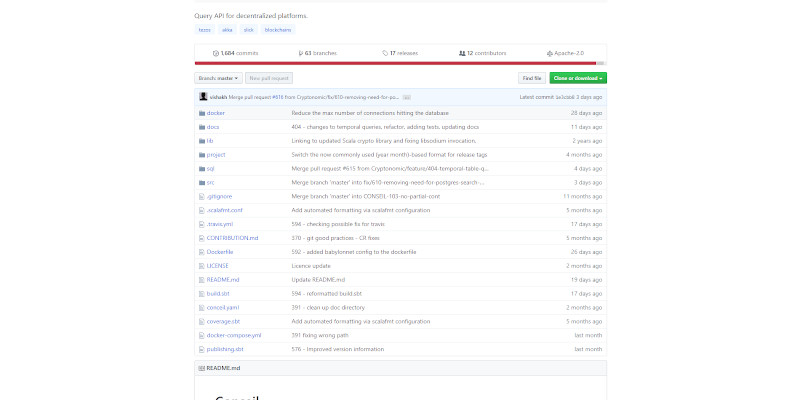 Query API for decentralized platforms.
tezos akka slick blockchains
1,684 commits 63 branches 17 releases 12 contributors Apache-2.0
Branch: master New pull request Find file Clone or download
vishakh Merge pull request #616 from Cryptonomic/fix/610-removing-need-for-po... Latest commit 3 days ago
docker Reduce the max number of connections hitting the database 28 days ago
docs 404 - changes to temporal queries, refactor, adding tests, updating docs 11 days ago
lib Linking to updated Scala crypto library and fixing libsodium invocation. 2 years ago
project Switch the now commonly used (year month)-based format for release tags 4 months ago
sql Merge pull request #615 from Cryptonomic/feature/404-temporal-table-q... 4 days ago
src Merge branch 'master' into fix/610-removing-need-for-postgres-search-... 3 days ago
.gitignore Merge branch 'master' into CONSEIL-183-no-partial-cont 11 months ago
.scalafmt.conf Add automated formatting via scalafmt configuration 5 months ago
.travis.yml 594 - checking possible fix for travis 17 days ago
CONTRIBUTION.md 370 - git good practices - CR fixes 5 months ago
Dockerfile 592 - added babylonnet config to the dockerfile 26 days ago
LICENSE Licence update 2 months ago
README.md Update README.md 19 days ago
build.sbt 594 - reformatted build.sbt 17 days ago
conseil.yaml 391 - clean up doc directory 2 months ago
coverage.sbt Add automated formatting via scalafmt configuration 5 months ago
docker-compose.yml 391 fixing wrong path last month
publishing.sbt 576 - Improved version information last month
README.md
Conseil